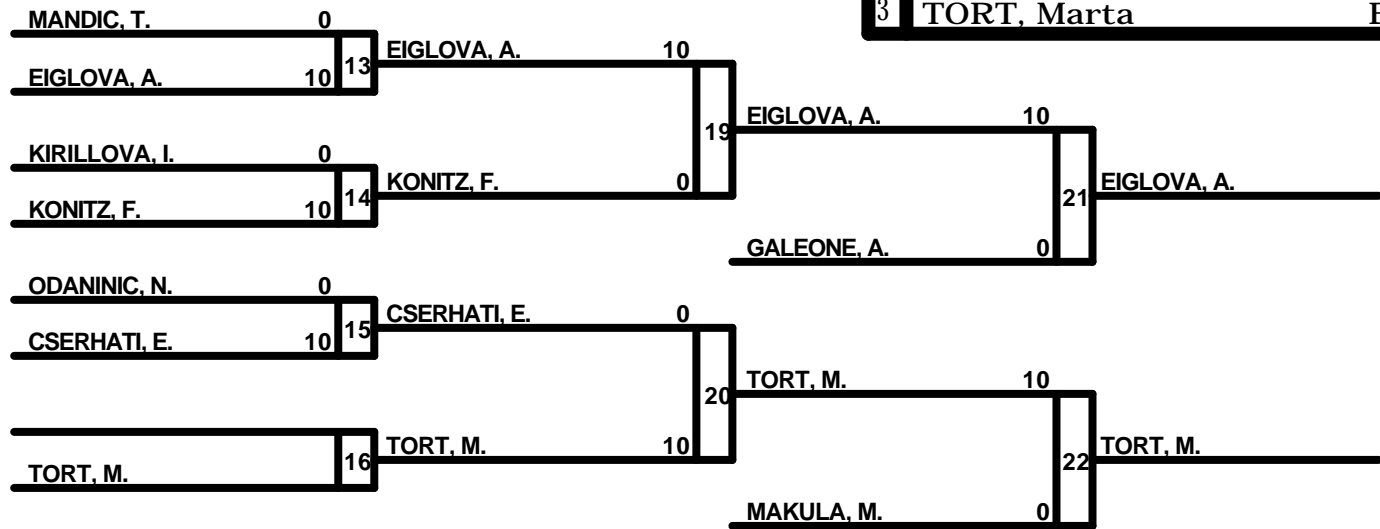 3 TORT, Marta
MANDIC, T. 0
13
EIGLOVA, A. 10
EIGLOVA, A. 10
19
EIGLOVA, A. 10
KIRILLOVA, I. 0
14
KONITZ, F. 0
21
EIGLOVA, A.
KONITZ, F. 10
GALEONE, A. 0
ODANINIC, N. 0
15
CSERHATI, E. 0
CSERHATI, E. 10
20
TORT, M. 10
16
TORT, M. 10
22
TORT, M.
TORT, M.
MAKULA, M. 0